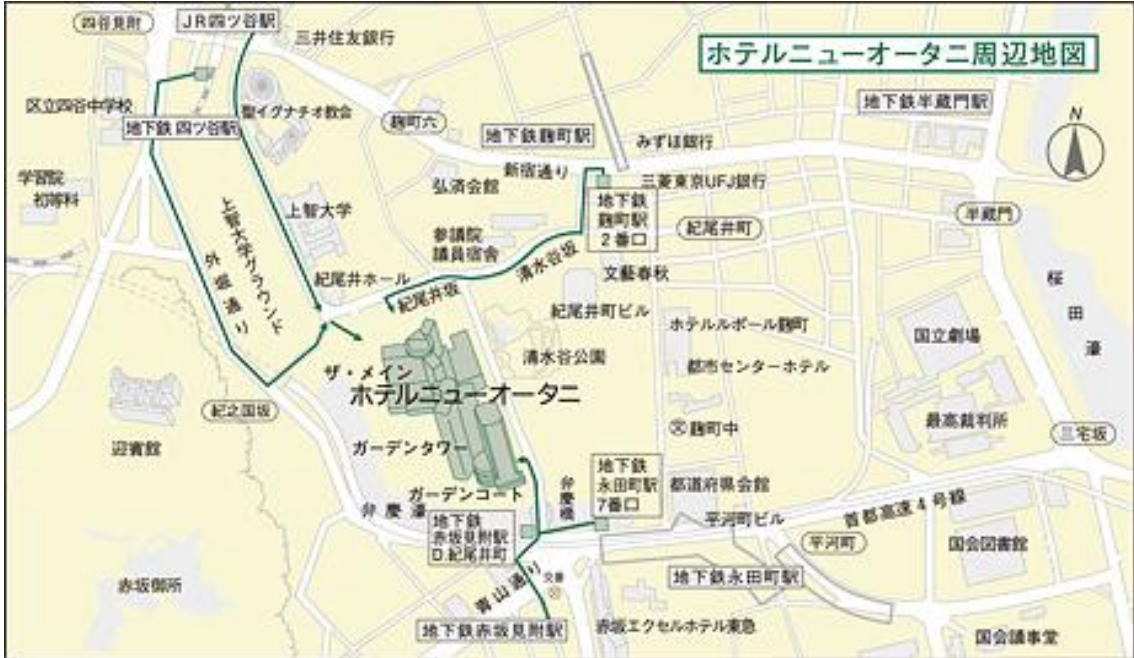 四谷見附
JR四ツ谷駅
三井住友銀行
ホテルニューオータニ周辺地図
区立四谷中学校
地下鉄 四ツ谷駅
聖イグナチオ教会
麹町六
地下鉄麹町駅
みずほ銀行
地下鉄半蔵門駅
N
学習院
初等科
上智大学
弘済会館
新宿通り
三菱東京UFJ銀行
地下鉄
麹町駅
2番口
紀尾井町
半蔵門
上智大学グラウンド
外堀通り
参議院
議員宿舎
清水谷坂
文藝春秋
紀尾井ホール
紀尾井坂
紀尾井町ビル
ホテルルポール麹町
国立劇場
桜田濠
清水谷公園
都市センターホテル
ザ・メイン
ホテルニューオータニ
紀之国坂
迎賓館
麹町中
最高裁判所
三宅坂
ガーデンタワー
ガーデンコート
弁慶濠
弁慶橋
地下鉄
永田町駅
7番口
都道府県会館
平河町ビル
首都高速4号線
地下鉄
赤坂見附駅
D.紀尾井町
平河町
国会図書館
赤坂御所
青山通り
交番
地下鉄永田町駅
地下鉄赤坂見附駅
赤坂エクセルホテル東急
国会議事堂